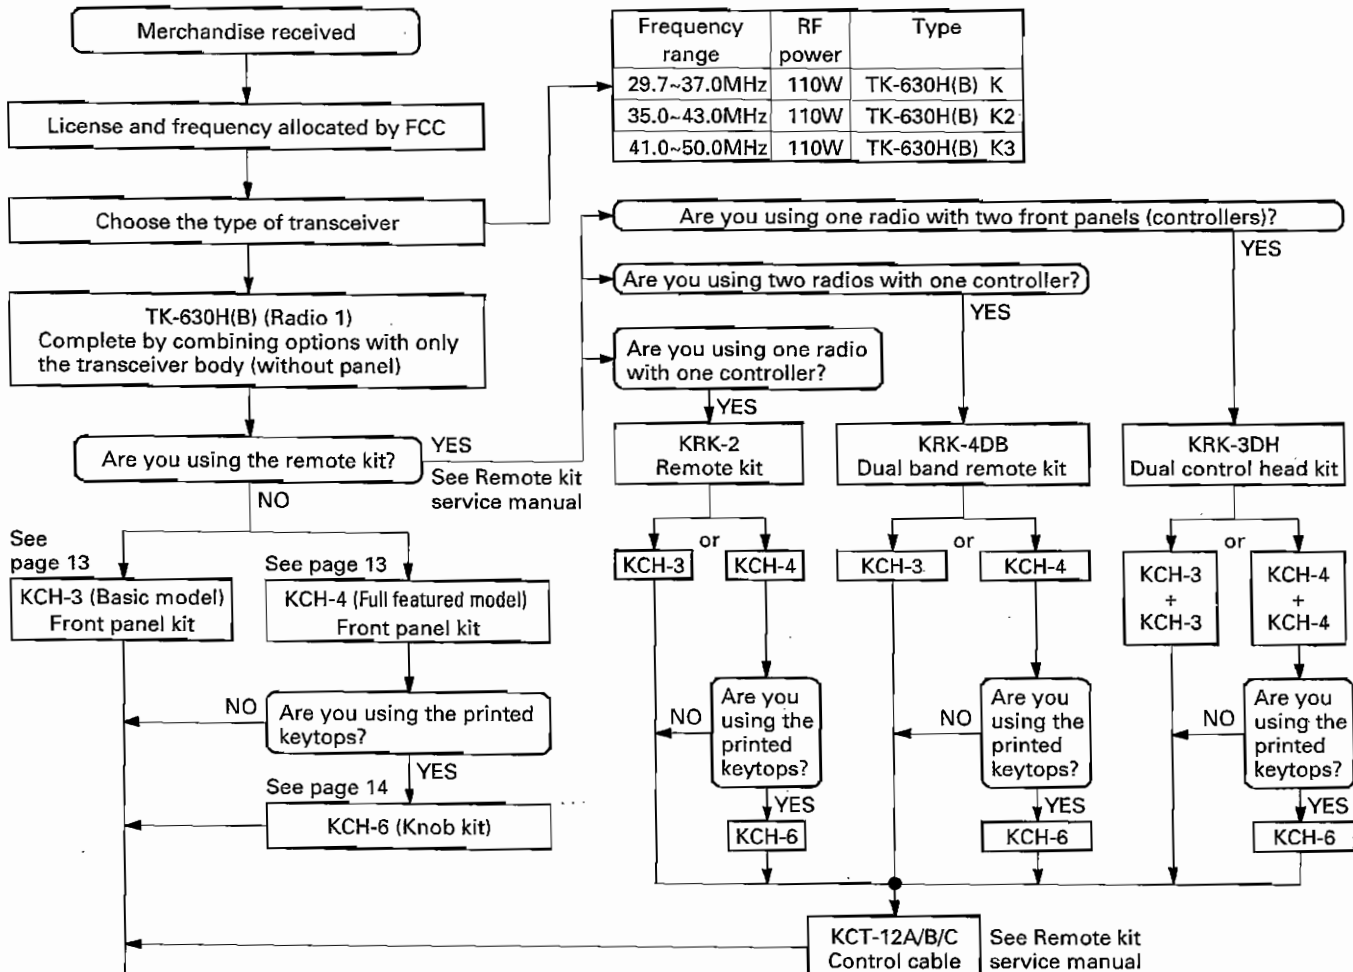 Merchandise received
License and frequency allocated by FCC
Choose the type of transceiver
TK-630H(B) (Radio 1)
Complete by combining options with only
the transceiver body (without panel)
Are you using the remote kit?
YES
See Remote kit
service manual
NO
Frequency range RF power Type
29.7~37.0MHz 110W TK-630H(B) K
35.0~43.0MHz 110W TK-630H(B) K2
41.0~50.0MHz 110W TK-630H(B) K3
Are you using one radio with two front panels (controllers)?
YES
Are you using two radios with one controller?
YES
Are you using one radio
with one controller?
YES
KRK-2
Remote kit
KRK-4DB
Dual band remote kit
KRK-3DH
Dual control head kit
See
page 13
KCH-3 (Basic model)
Front panel kit
See page 13
KCH-4 (Full featured model)
Front panel kit
NO
Are you using the printed
keytops?
YES
See page 14
KCH-6 (Knob kit)
or
KCH-3
KCH-4
NO
Are you
using the
printed
keytops?
YES
KCH-6
or
KCH-3
KCH-4
NO
Are you
using the
printed
keytops?
YES
KCH-6
or
KCH-3
+
KCH-3
KCH-4
+
KCH-4
NO
Are you
using the
printed
keytops?
YES
KCH-6
KCT-12A/B/C
Control cable
See Remote kit
service manual